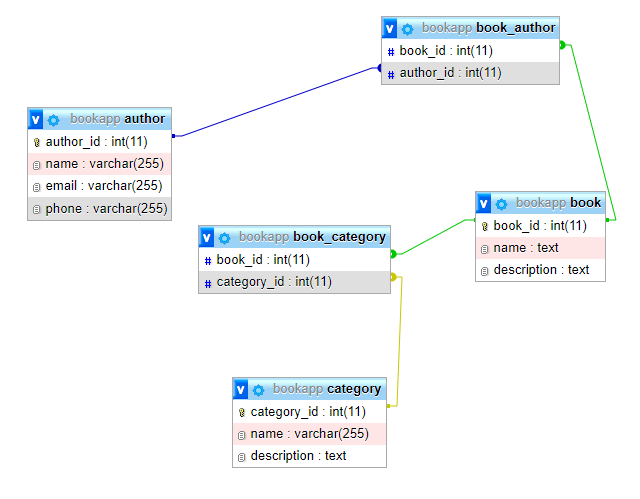 v bookapp book_author
# book_id : int(11)
# author_id : int(11)
v bookapp author
author_id : int(11)
name : varchar(255)
email : varchar(255)
phone : varchar(255)
v bookapp book
book_id : int(11)
name : text
description : text
v bookapp book_category
# book_id : int(11)
# category_id : int(11)
v bookapp category
category_id : int(11)
name : varchar(255)
description : text